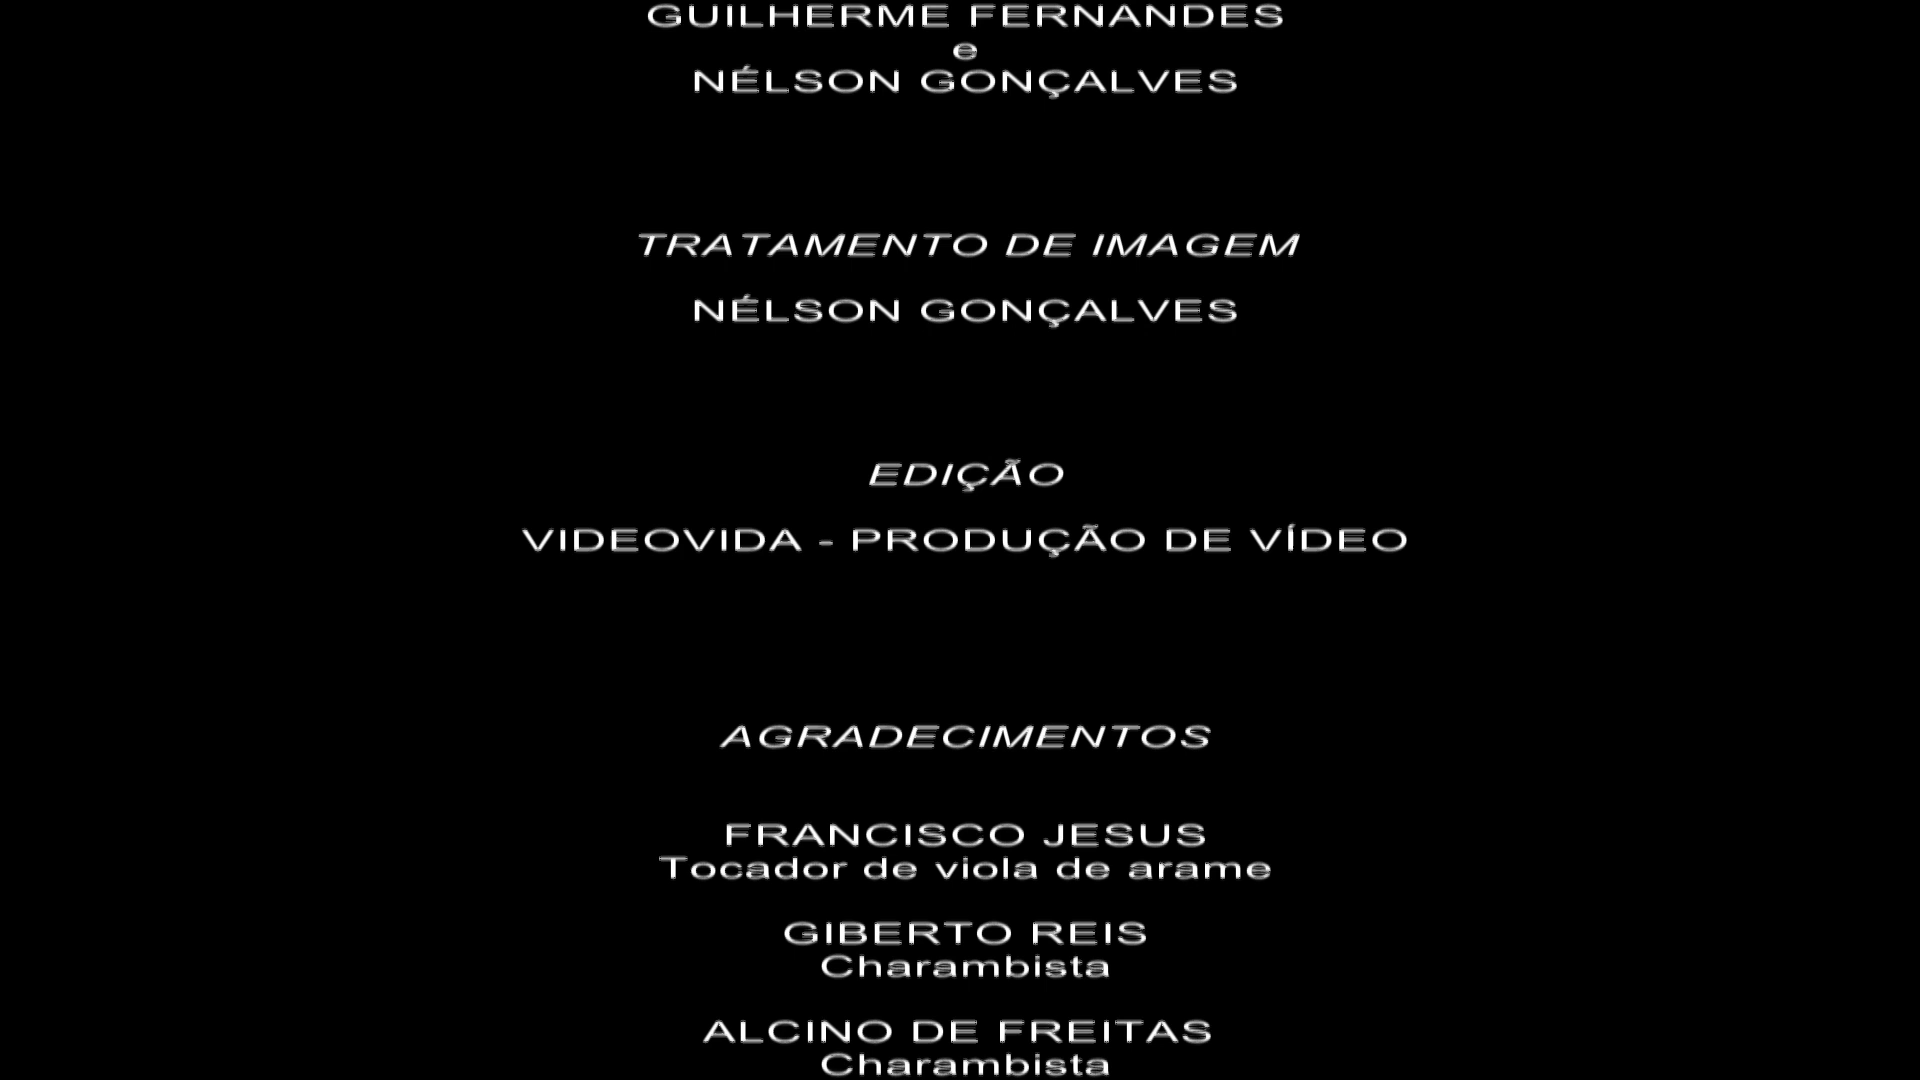 GUILHERME FERNANDES
e
NÉLSON GONÇALVES
TRATAMENTO DE IMAGEM
NÉLSON GONÇALVES
EDIÇÃO
VIDEOVIDA - PRODUÇÃO DE VÍDEO
AGRADECIMENTOS
FRANCISCO JESUS
Tocador de viola de arame
GIBERTO REIS
Charambista
ALCINO DE FREITAS
Charambista